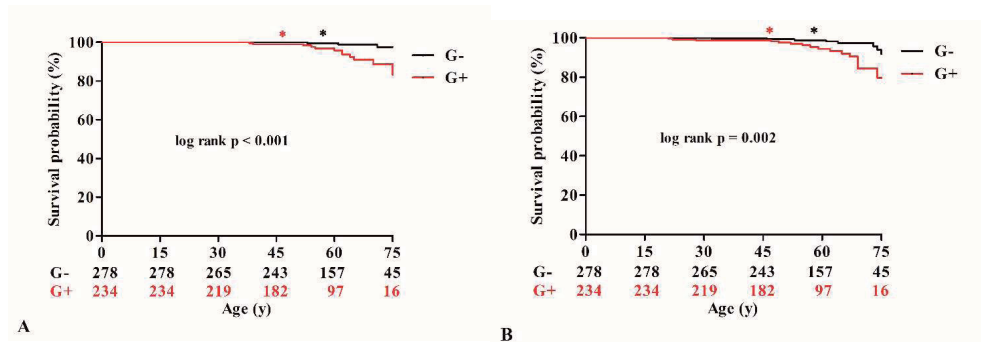 * *
100
80
60
40
20
0
Survival probability (%)
G-
G+
log rank p < 0.001
0 15 30 45 60 75
G- 278 278 265 243 157 45
G+ 234 234 219 182 97 16
Age (y)
A
* *
100
80
60
40
20
0
Survival probability (%)
G-
G+
log rank p = 0.002
0 15 30 45 60 75
G- 278 278 265 243 157 45
G+ 234 234 219 182 97 16
Age (y)
B